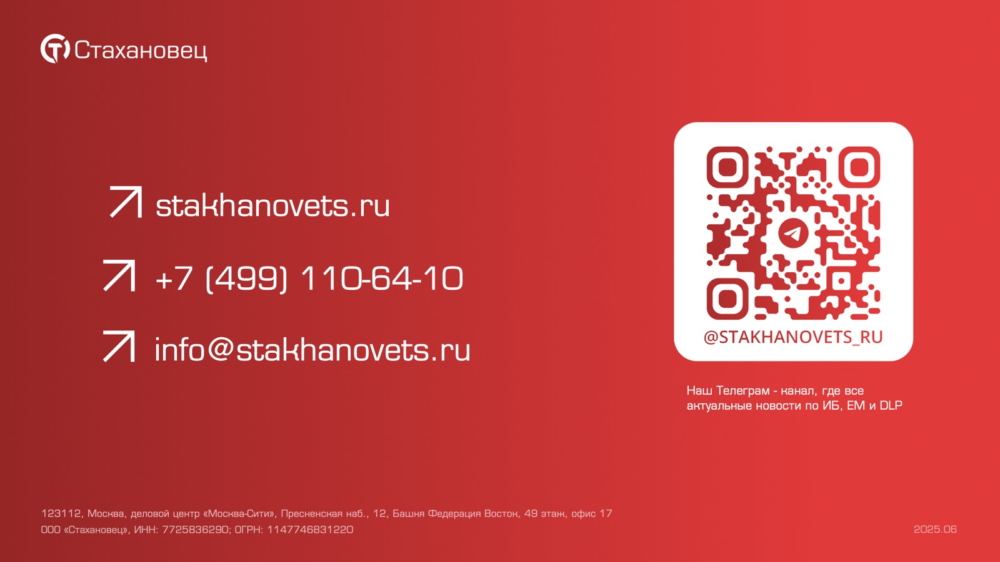 Стахановец
stakhanovets.ru
+7 (499) 110-64-10
info@stakhanovets.ru
@STAKHANOVETS_RU
Наш Телеграм - канал, где все
актуальные новости по ИБ, EM и DLP
123112, Москва, деловой центр «Москва-Сити», Пресненская наб., 12, Башня Федерация Восток, 49 этаж, офис 17
ООО «Стахановец», ИНН: 7725836290; ОГРН: 1147746831220
2025.06